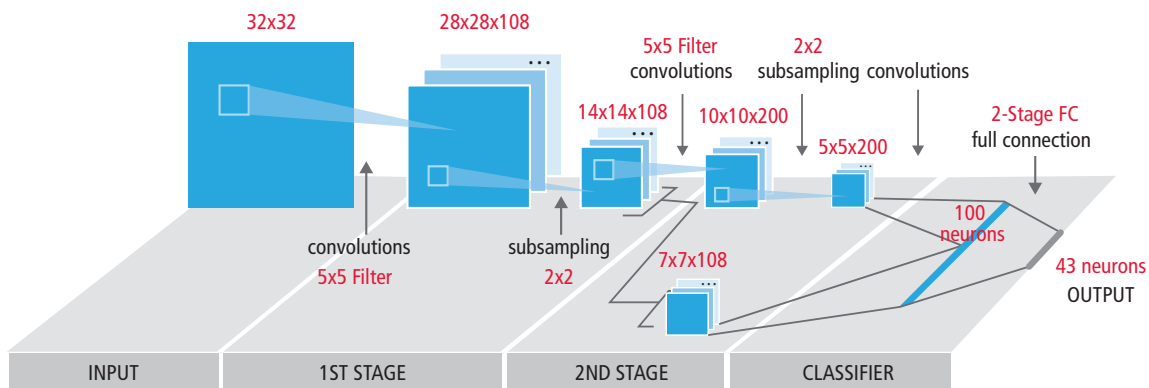 32x32
28x28x108
5x5 Filter
convolutions
2x2
subsampling
convolutions
14x14x108
10x10x200
5x5x200
2-Stage FC
full connection
convolutions
5x5 Filter
subsampling
2x2
7x7x108
100
neurons
43 neurons
OUTPUT
INPUT
1ST STAGE
2ND STAGE
CLASSIFIER